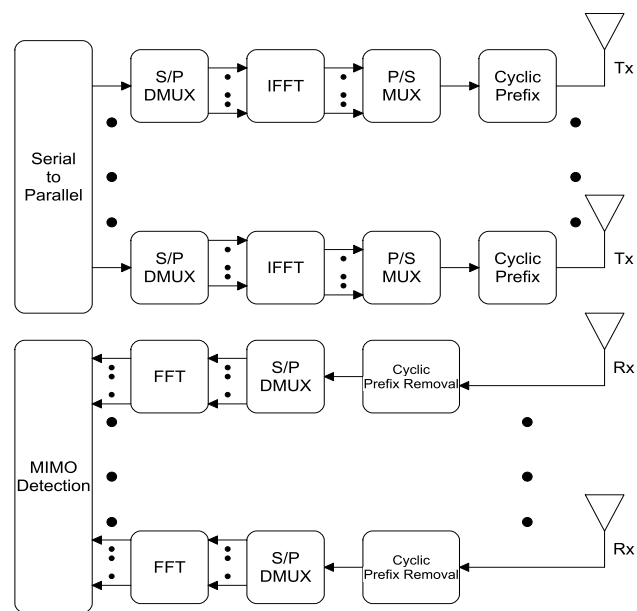 Serial
to
Parallel
S/P
DMUX
IFFT
P/S
MUX
Cyclic
Prefix
Tx
S/P
DMUX
IFFT
P/S
MUX
Cyclic
Prefix
Tx
MIMO
Detection
FFT
S/P
DMUX
Cyclic
Prefix Removal
Rx
FFT
S/P
DMUX
Cyclic
Prefix Removal
Rx